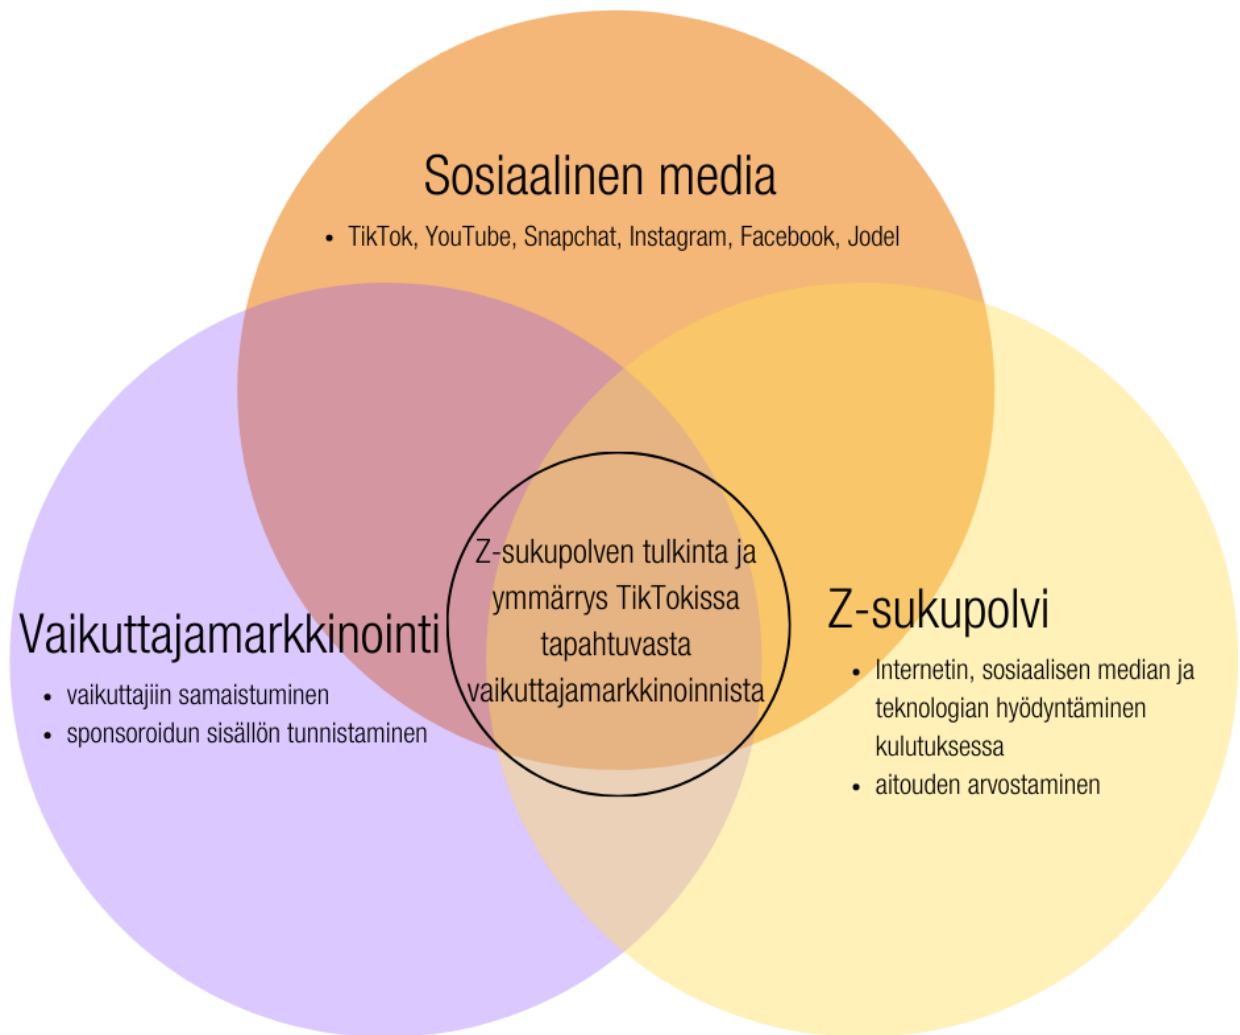 Sosiaalinen media
• TikTok, YouTube, Snapchat, Instagram, Facebook, Jodel
Z-sukupolven tulkinta ja
ymmärrys TikTokissa
tapahtuvasta
vaikuttajamarkkinoinnista
Vaikuttajamarkkinointi
• vaikuttajiin samaistuminen
• sponsoroidun sisällön tunnistaminen
Z-sukupolvi
• Internetin, sosiaalisen median ja
teknologian hyödyntäminen
kulutuksessa
• aitouden arvostaminen